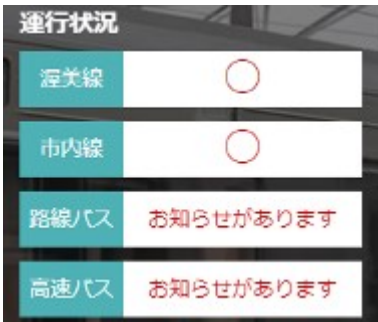 運行状況
渥美線 ○
市内線 ○
路線バス お知らせがあります
高速バス お知らせがあります